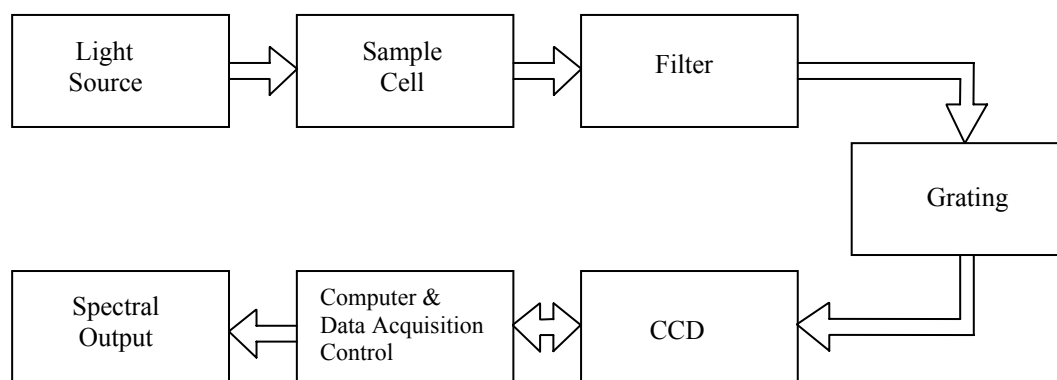 Light
Source
Sample
Cell
Filter
Grating
Spectral
Output
Computer &
Data Acquisition
Control
CCD